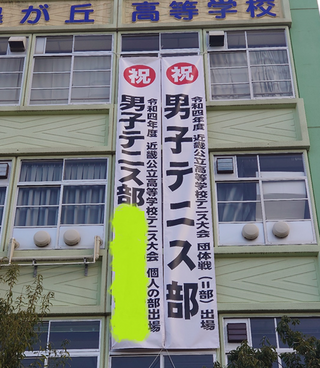 が丘 高等学校
祝
男子テニス部
令和四年度 近畿公立高等学校テニス大会 団体戦(II部)出場
祝
男子テニス部
令和四年度 近畿公立高等学校テニス大会 個人の部出場